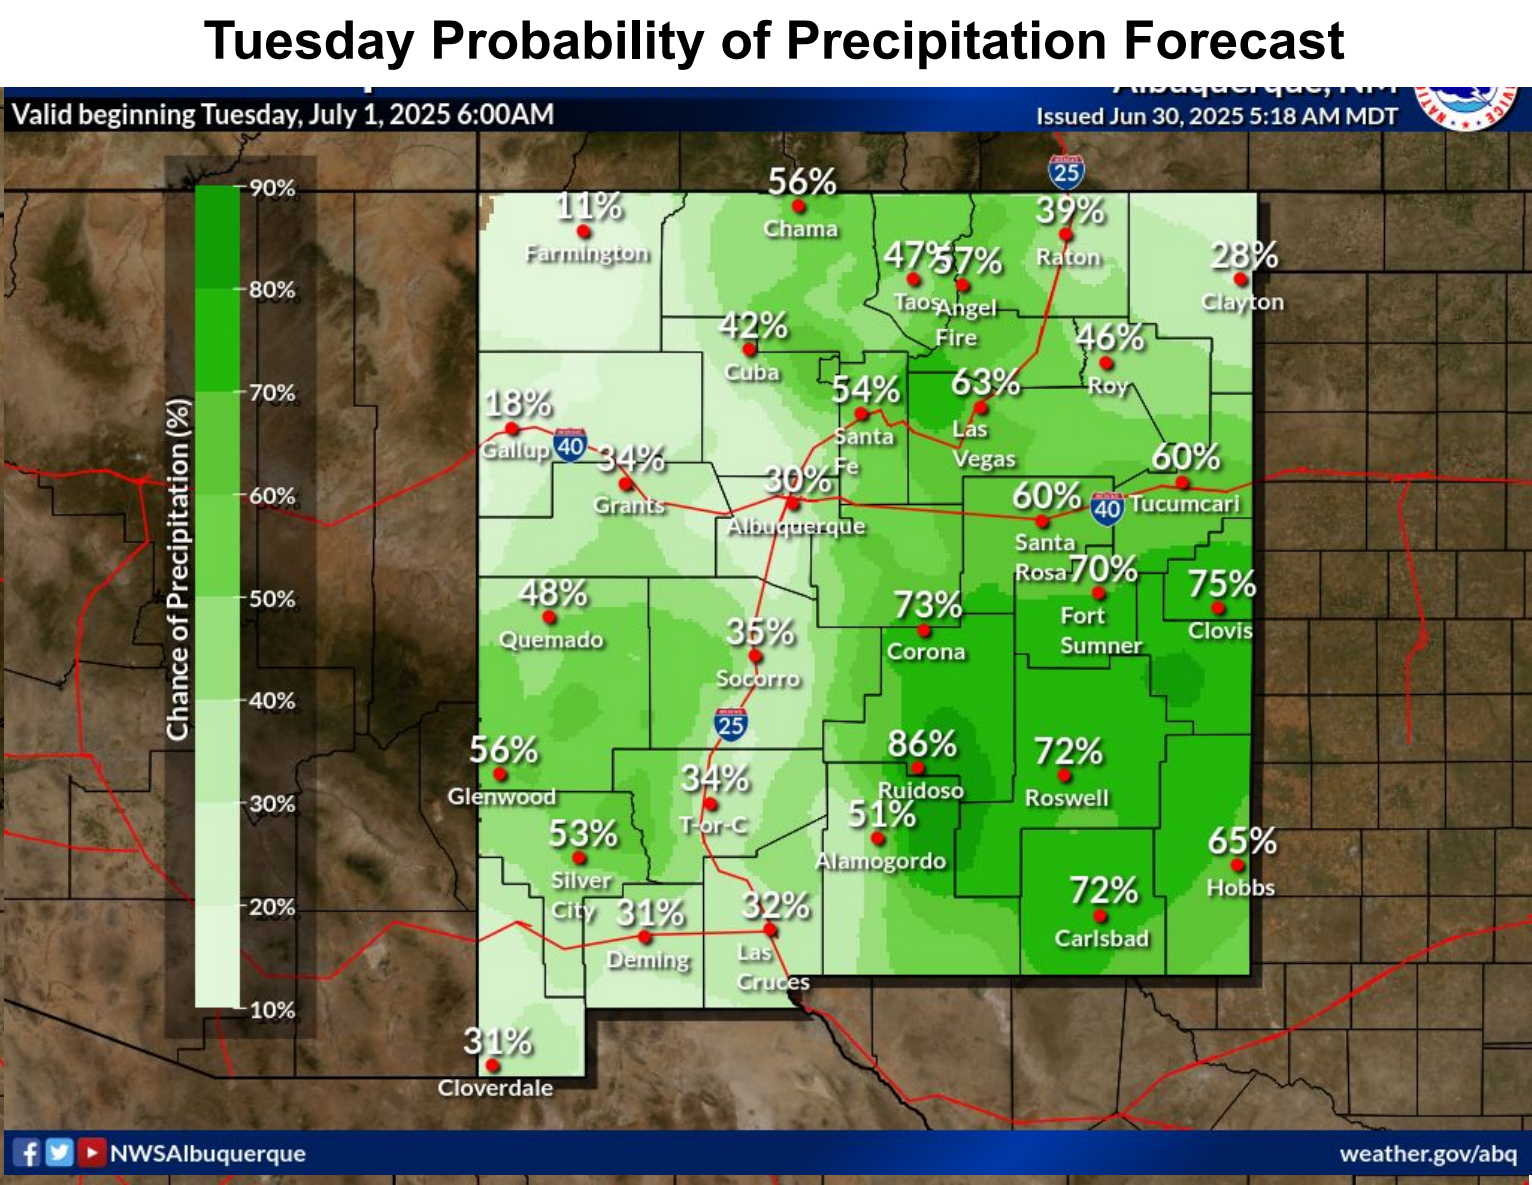 Tuesday Probability of Precipitation Forecast
Albuquerque, NM
Valid beginning Tuesday, July 1, 2025 6:00AM
Issued Jun 30, 2025 5:18 AM MDT
Chance of Precipitation (%)
90%
80%
70%
60%
50%
40%
30%
20%
10%
25
56%
Chama
11%
Farmington
39%
Raton
47%
Taos
57%
Angel
Fire
28%
Clayton
42%
Cuba
46%
Roy
18%
Gallup
40
54%
Santa
Fe
63%
Las
Vegas
34%
Grants
30%
Albuquerque
60%
Tucumcari
60%
Santa
Rosa
40
70%
Fort
Sumner
75%
Clovis
48%
Quemado
73%
Corona
35%
Socorro
25
56%
Glenwood
34%
T-or-C
86%
Ruidoso
72%
Roswell
51%
Alamogordo
53%
Silver
City
65%
Hobbs
31%
Deming
32%
Las
Cruces
72%
Carlsbad
31%
Cloverdale
NWSAlbuquerque
weather.gov/abq